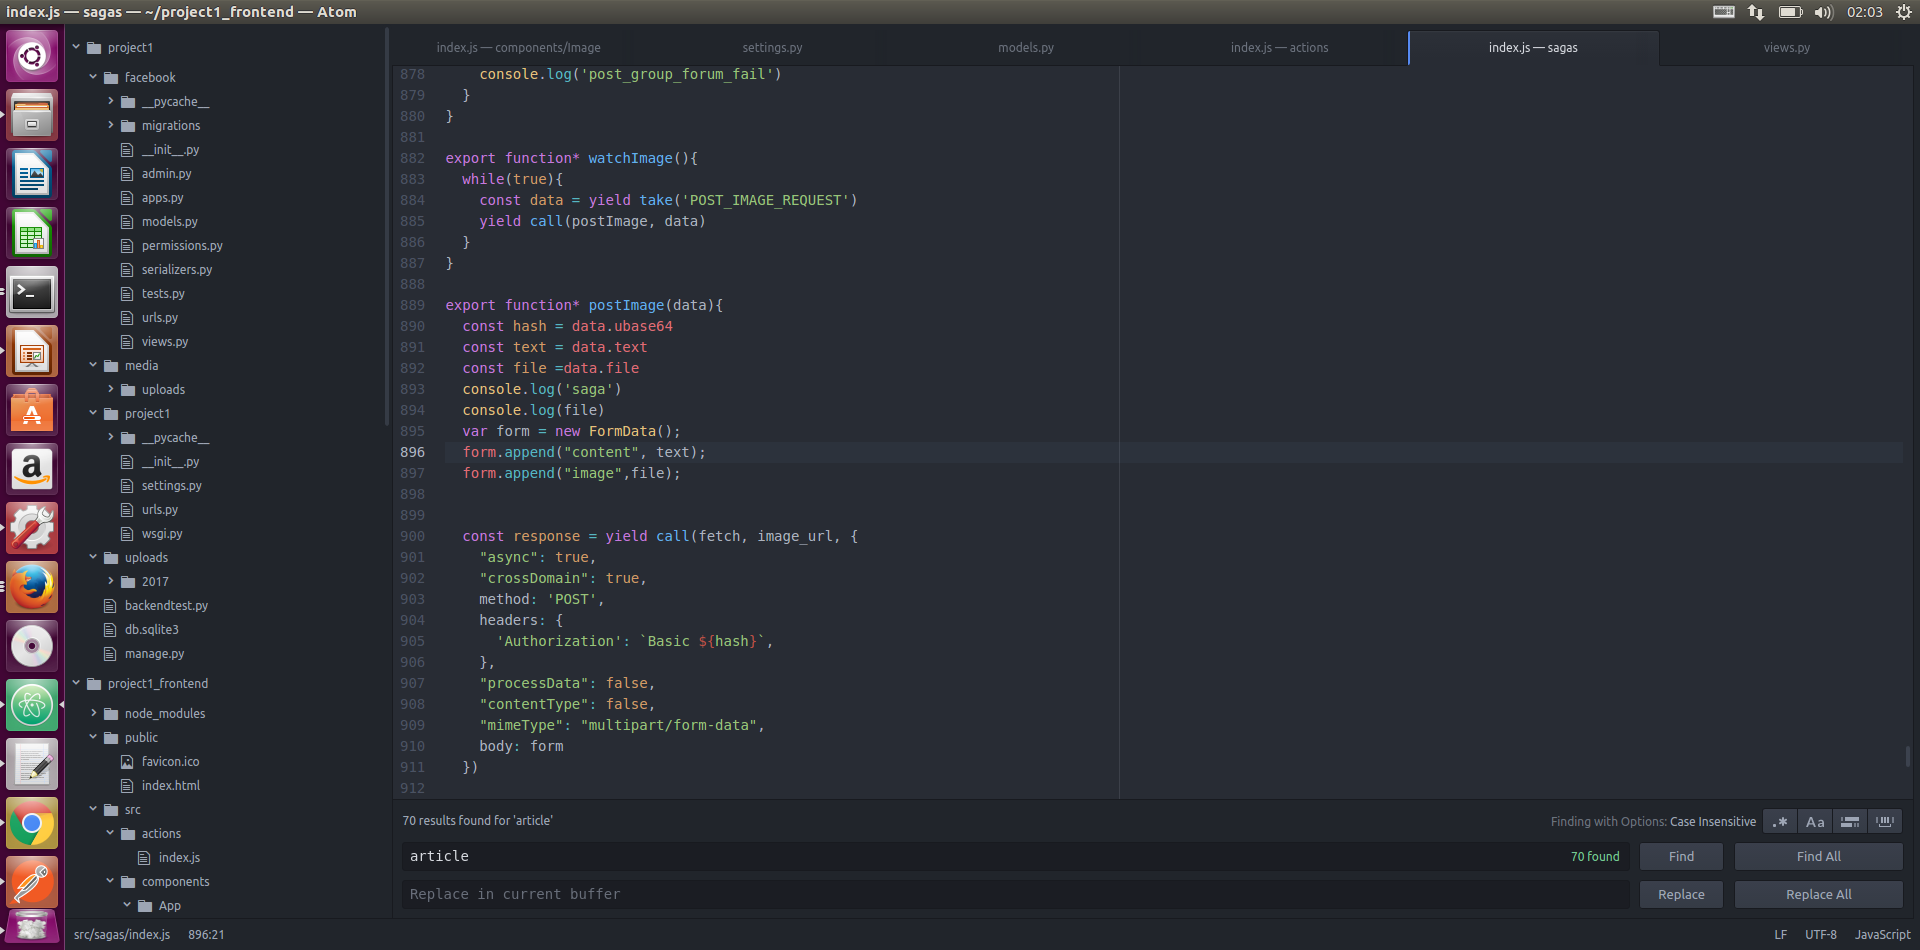 index.js — sagas — ~/project1_frontend — Atom
02:03
project1
facebook
__pycache__
migrations
__init__.py
admin.py
apps.py
models.py
permissions.py
serializers.py
tests.py
urls.py
views.py
media
uploads
project1
__pycache__
__init__.py
settings.py
urls.py
wsgi.py
uploads
2017
backendtest.py
db.sqlite3
manage.py
project1_frontend
node_modules
public
favicon.ico
index.html
src
actions
index.js
components
App
index.js — components/Image
settings.py
models.py
index.js — actions
index.js — sagas
views.py
878 console.log('post_group_forum_fail')
879 }
880 }
881
882 export function* watchImage(){
883 while(true){
884 const data = yield take('POST_IMAGE_REQUEST')
885 yield call(postImage, data)
886 }
887 }
888
889 export function* postImage(data){
890 const hash = data.ubase64
891 const text = data.text
892 const file =data.file
893 console.log('saga')
894 console.log(file)
895 var form = new FormData();
896 form.append("content", text);
897 form.append("image",file);
898
899
900 const response = yield call(fetch, image_url, {
901 "async": true,
902 "crossDomain": true,
903 method: 'POST',
904 headers: {
905 'Authorization': `Basic ${hash}`,
906 },
907 "processData": false,
908 "contentType": false,
909 "mimeType": "multipart/form-data",
910 body: form
911 })
912
70 results found for 'article'
Finding with Options: Case Insensitive
.* Aa
article
70 found
Find
Find All
Replace in current buffer
Replace
Replace All
src/sagas/index.js 896:21
LF UTF-8 JavaScript